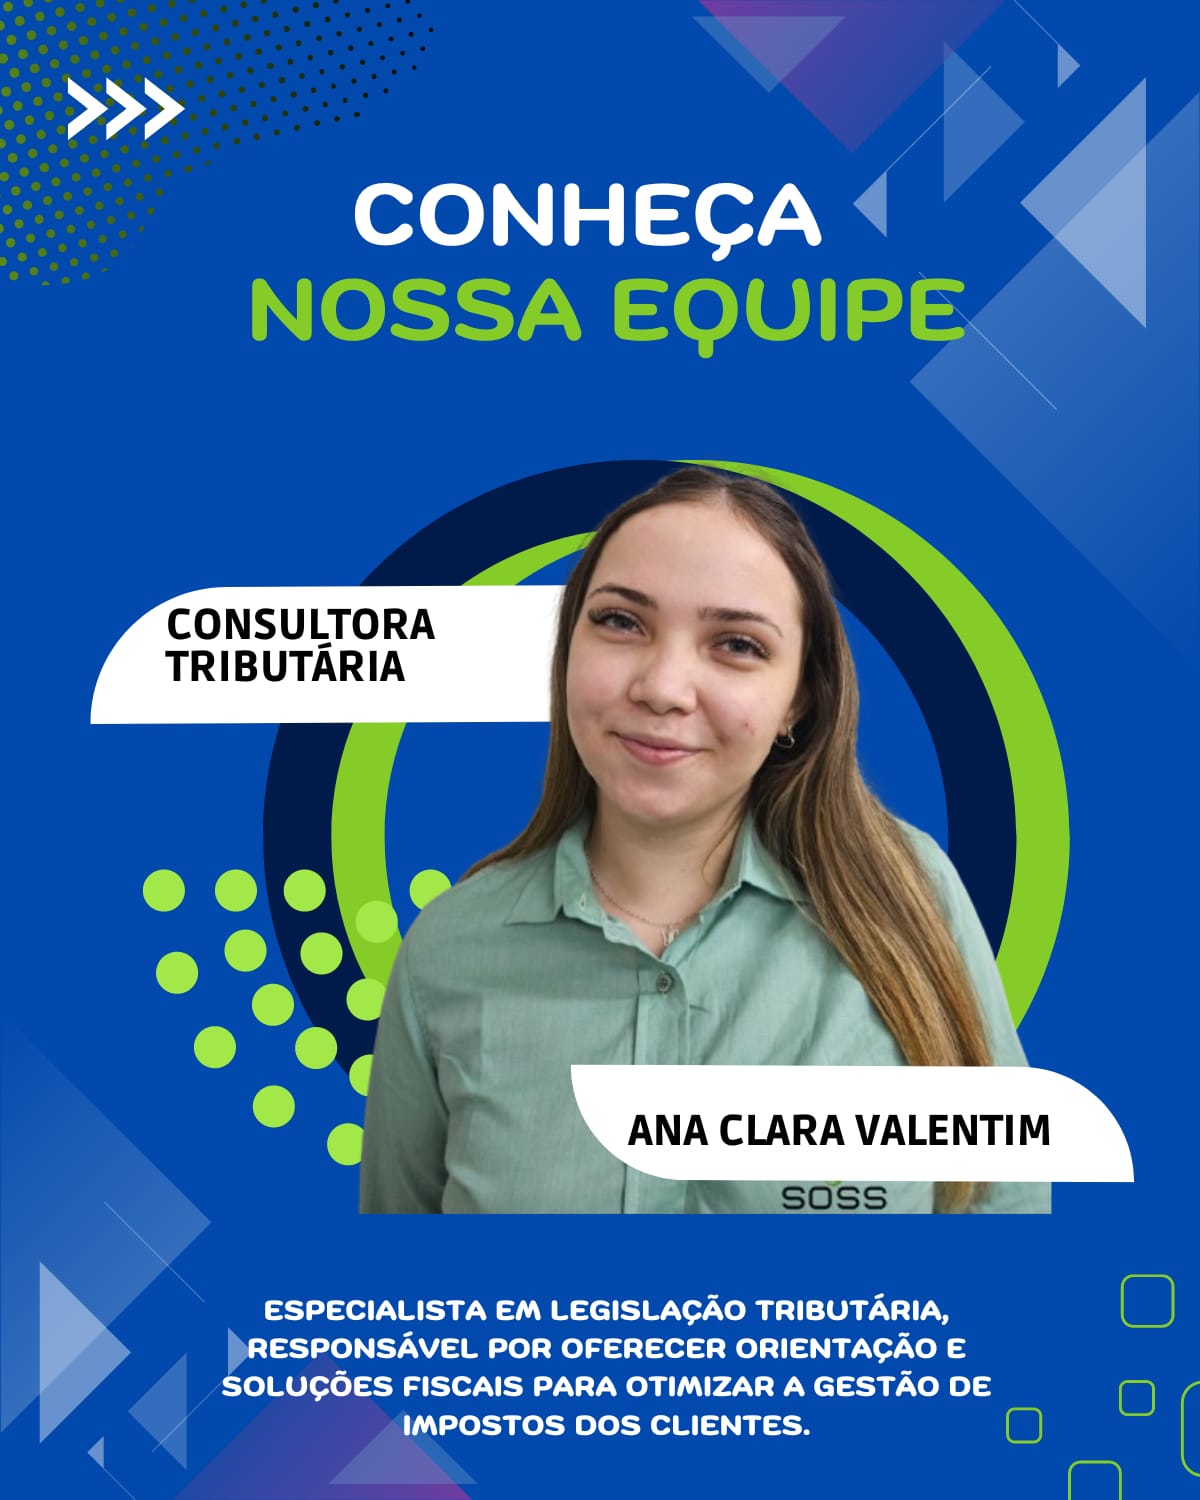 CONHEÇA
NOSSA EQUIPE
CONSULTORA
TRIBUTÁRIA
ANA CLARA VALENTIM
SOSS
ESPECIALISTA EM LEGISLAÇÃO TRIBUTÁRIA,
RESPONSÁVEL POR OFERECER ORIENTAÇÃO E
SOLUÇÕES FISCAIS PARA OTIMIZAR A GESTÃO DE
IMPOSTOS DOS CLIENTES.